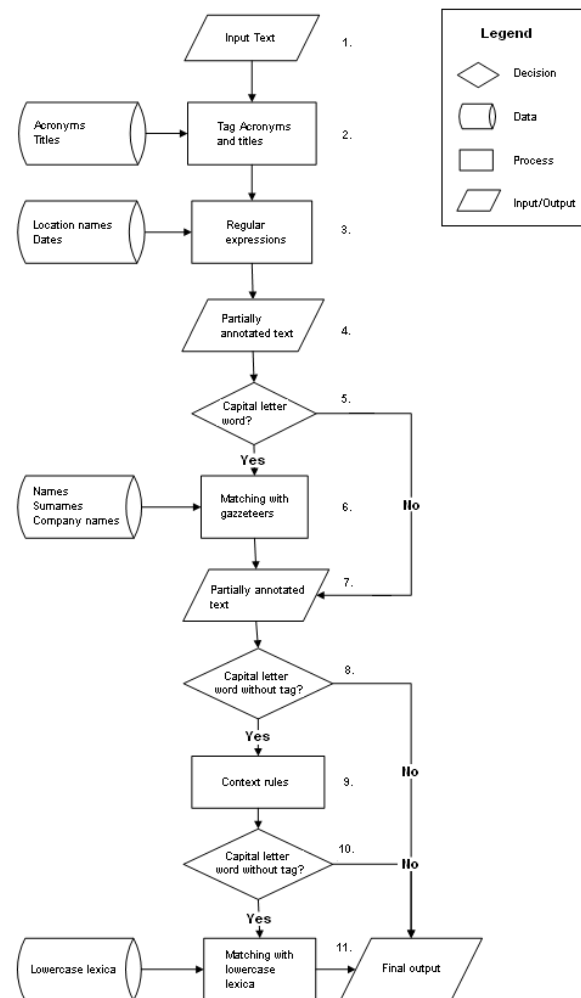 Input Text
1.
Legend
Decision
Data
Process
Input/Output
Acronyms
Titles
Tag Acronyms
and titles
2.
Location names
Dates
Regular
expressions
3.
Partially
annotated text
4.
Capital letter
word?
5.
Yes
No
Names
Surnames
Company names
Matching with
gazzeteers
6.
Partially annotated
text
7.
Capital letter
word without tag?
8.
Yes
No
Context rules
9.
Capital letter
word without tag?
10.
No
Yes
Lowercase lexica
Matching with
lowercase
lexica
11.
Final output